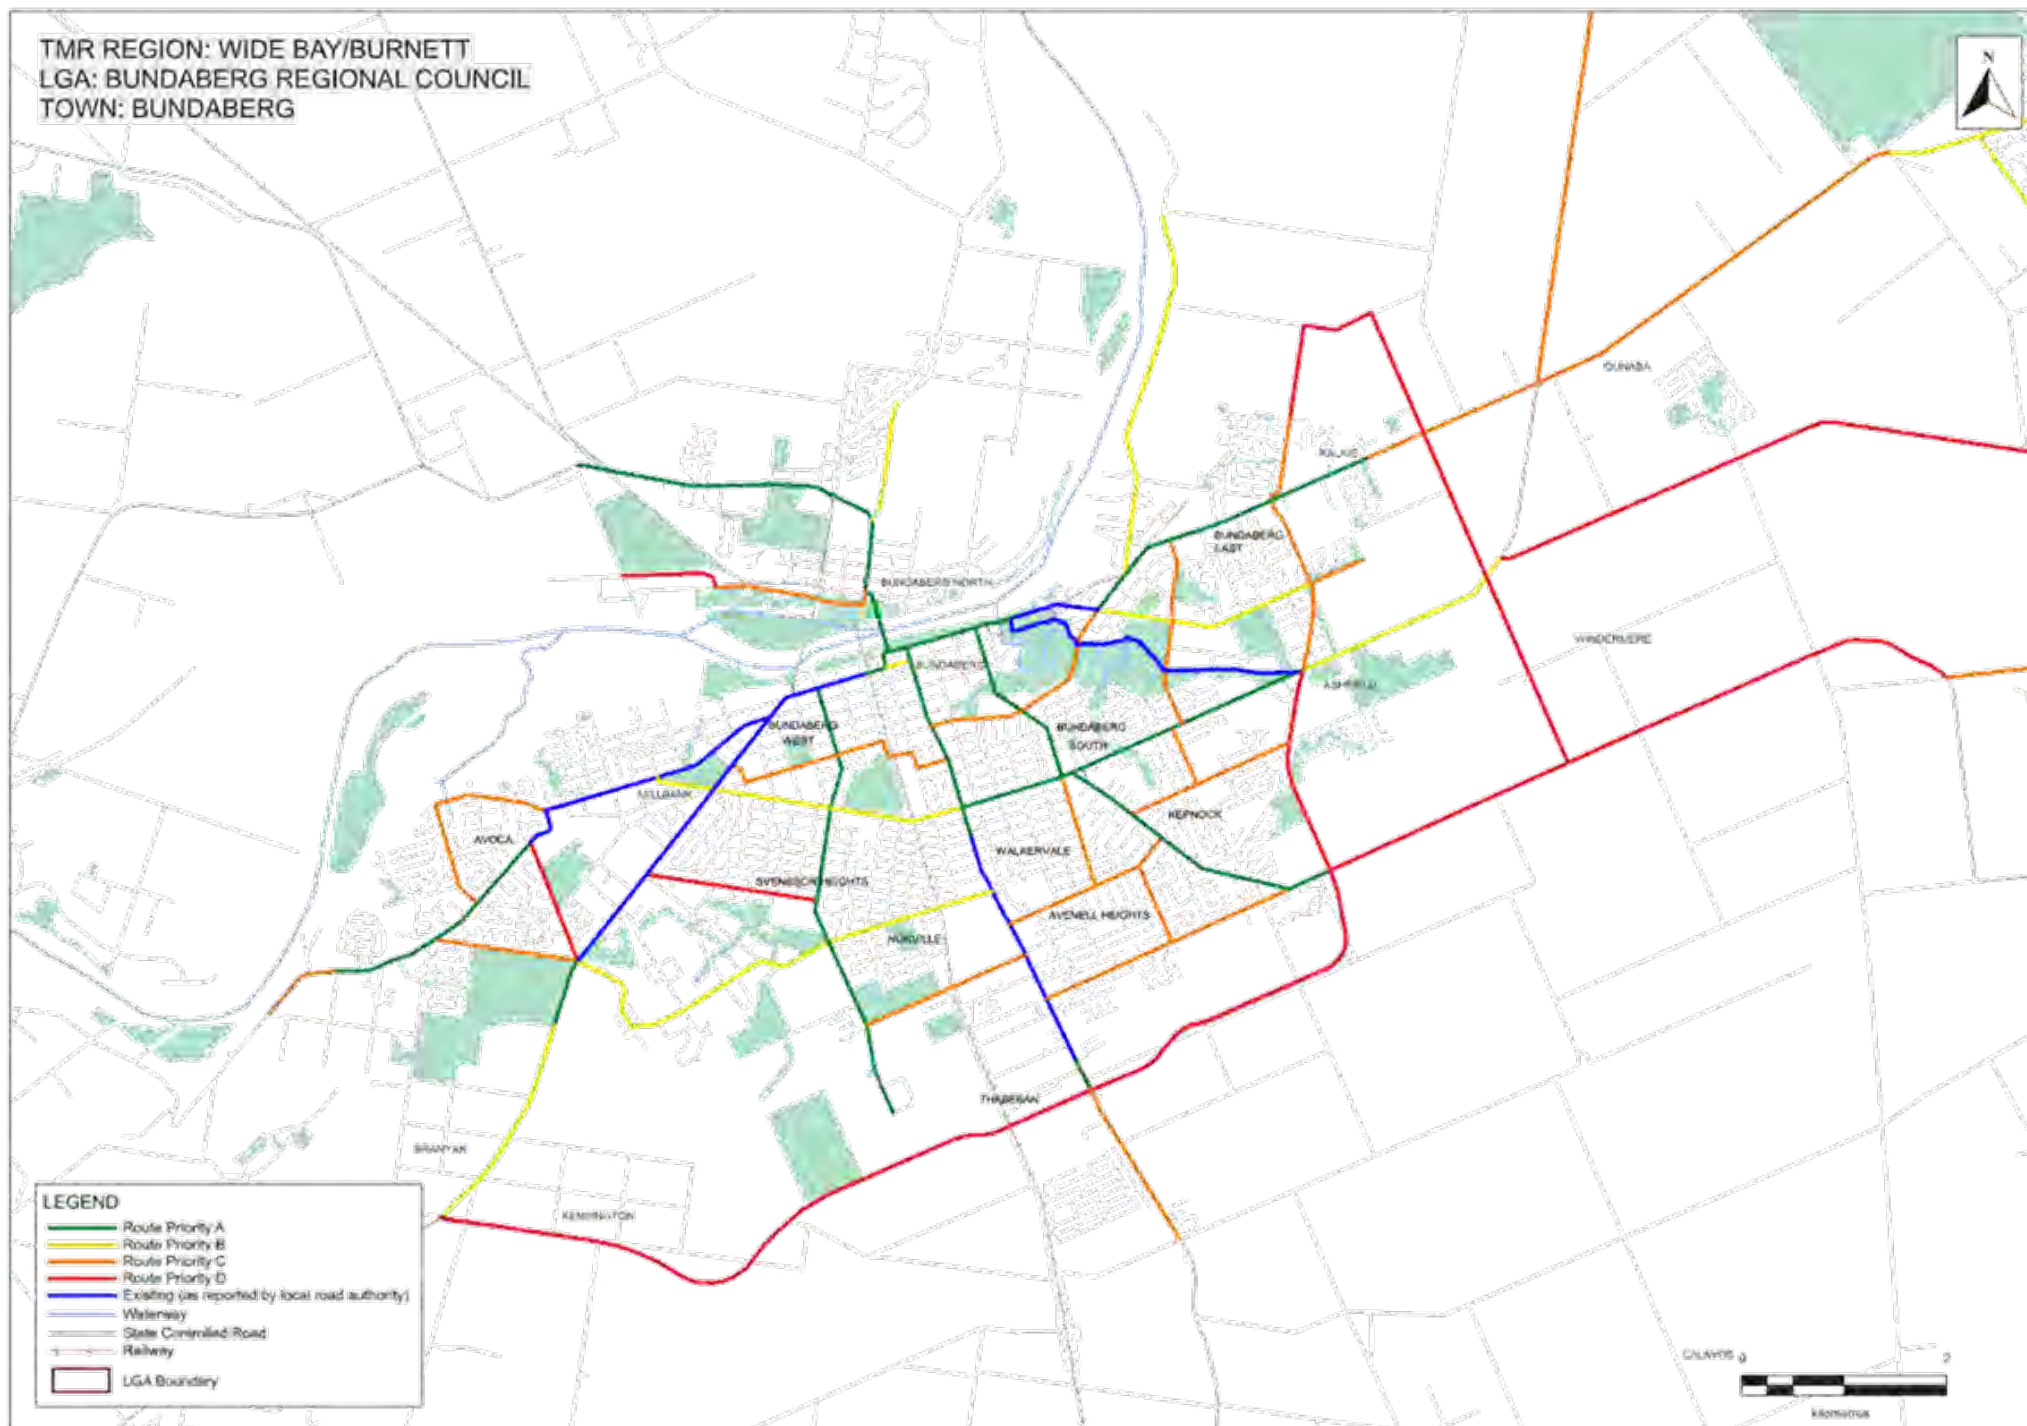 TMR REGION: WIDE BAY/BURNETT
LGA: BUNDABERG REGIONAL COUNCIL
TOWN: BUNDABERG
N
QUNABA
KALKIE
BUNDABERG
EAST
BUNDABERG NORTH
WINDERMERE
BUNDABERG
ASHFIELD
BUNDABERG
WEST
BUNDABERG
SOUTH
MILLBANK
KEPNOCK
AVOCA
WALKERVALE
SVENSSON HEIGHTS
AVENELL HEIGHTS
NORVILLE
THABEBAN
BRANYAN
KENSINGTON
LEGEND
Route Priority A
Route Priority B
Route Priority C
Route Priority D
Existing (as reported by local road authority)
Waterway
State Controlled Road
Railway
LGA Boundary
CALAVOS
0 2
kilometres